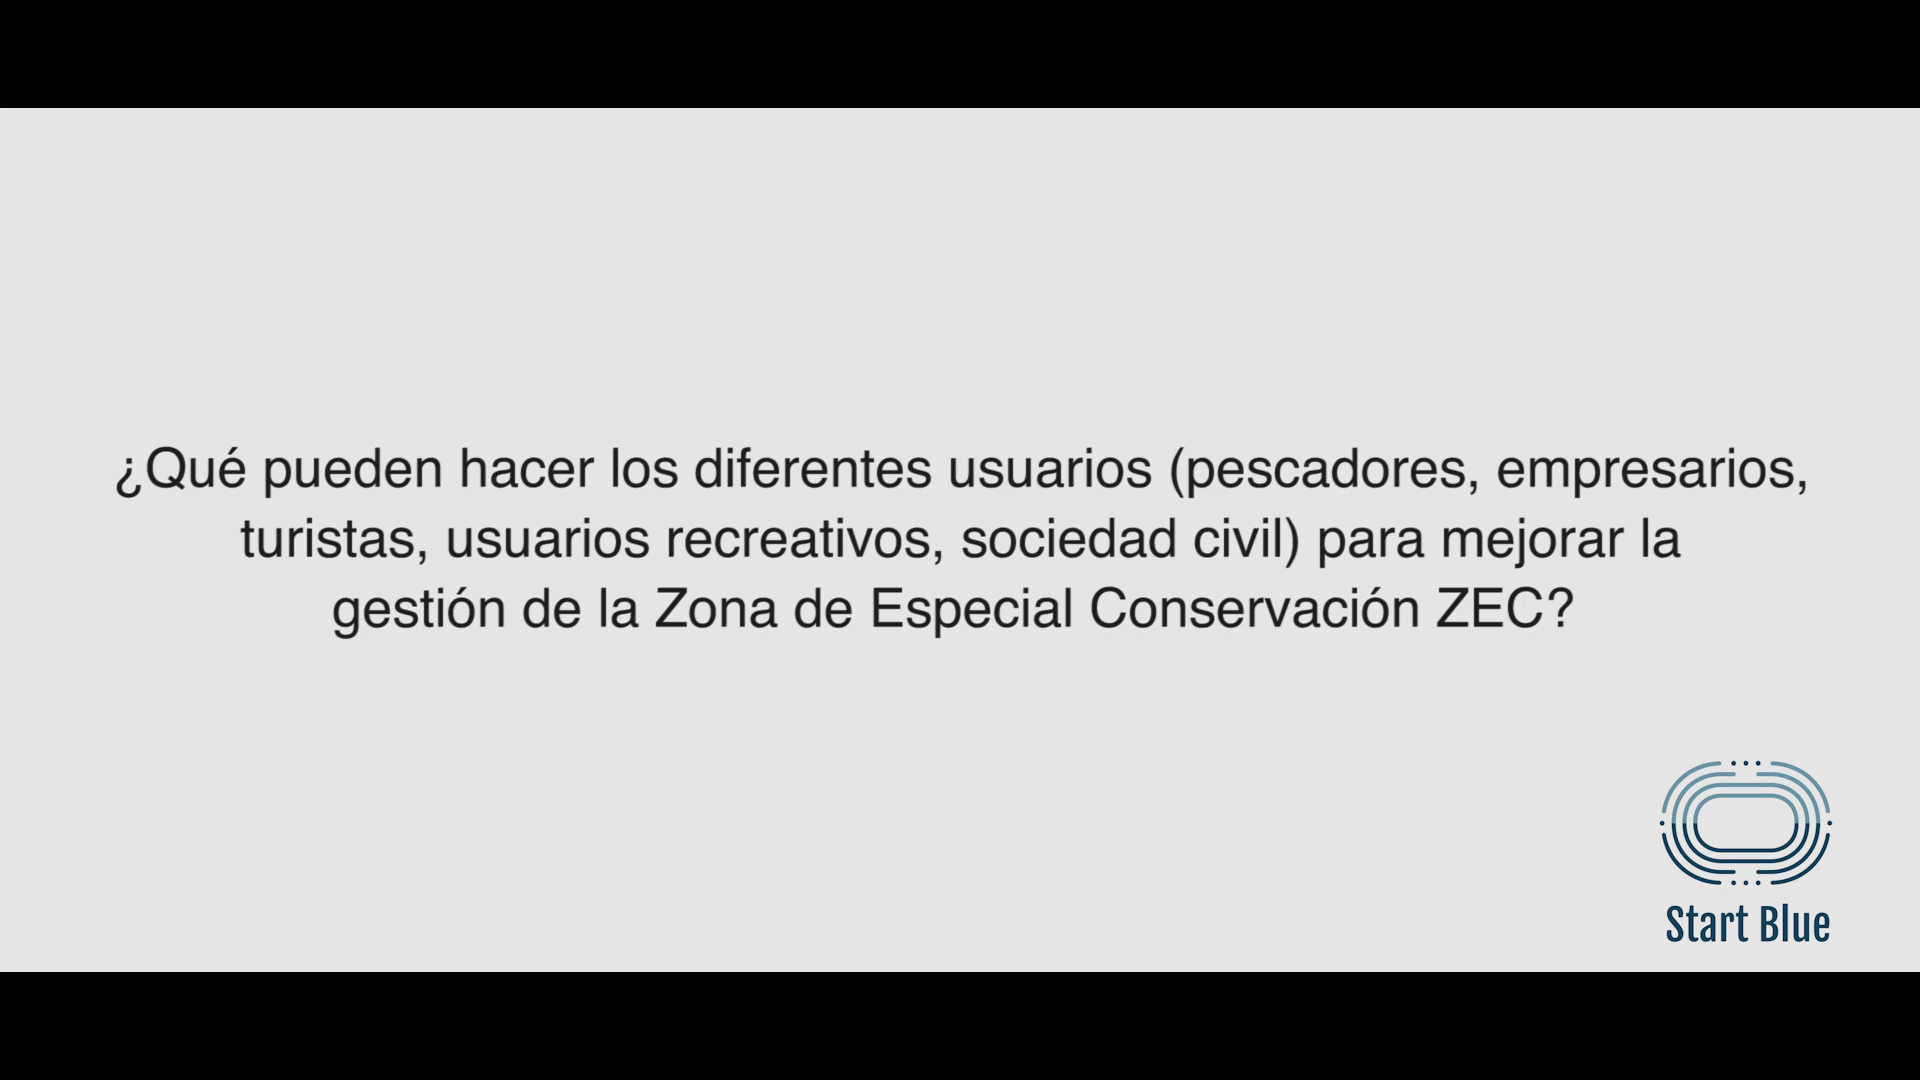 ¿Qué pueden hacer los diferentes usuarios (pescadores, empresarios,
turistas, usuarios recreativos, sociedad civil) para mejorar la
gestión de la Zona de Especial Conservación ZEC?
Start Blue